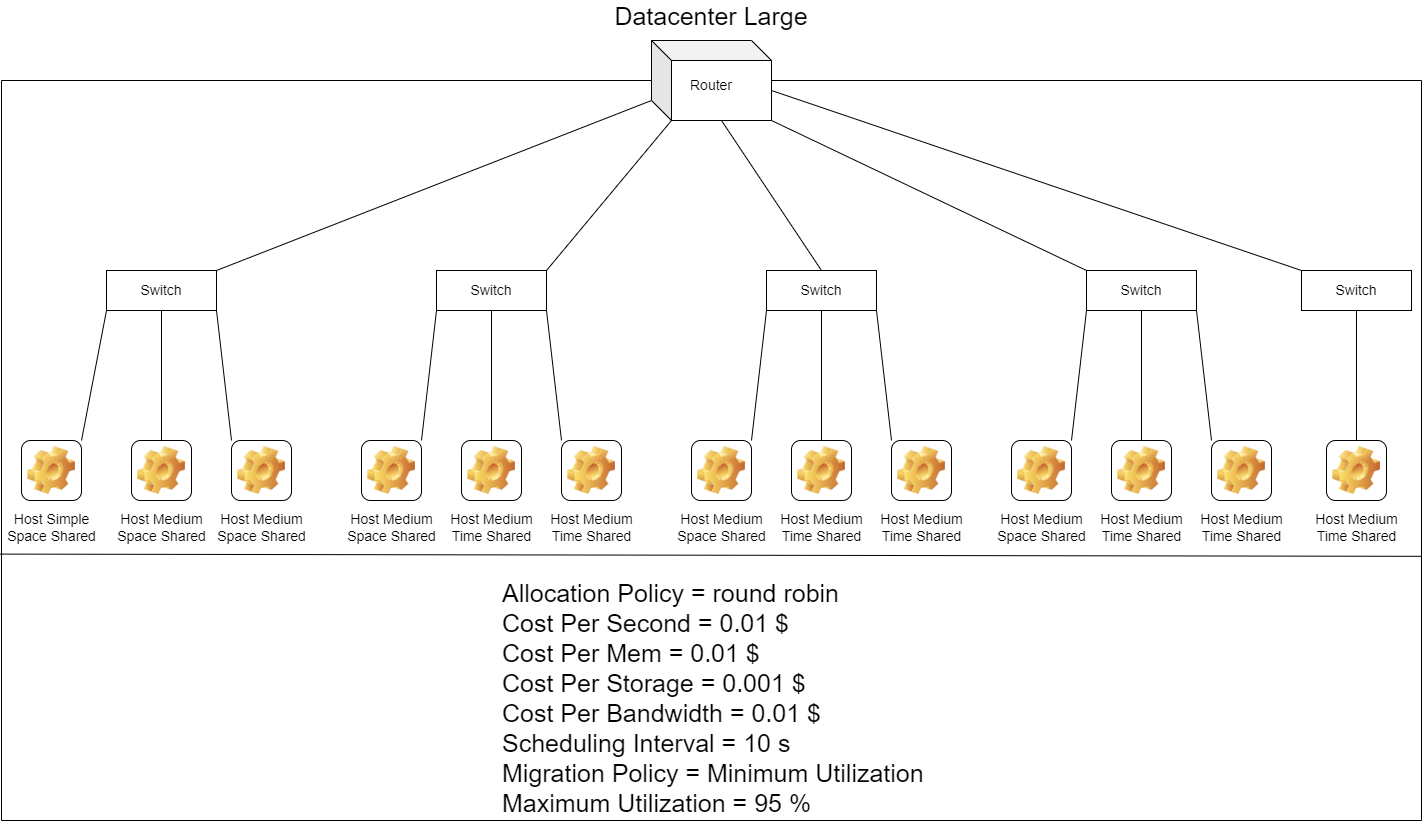 Datacenter Large
Router
Switch
Switch
Switch
Switch
Switch
Host Simple
Space Shared
Host Medium
Space Shared
Host Medium
Space Shared
Host Medium
Space Shared
Host Medium
Time Shared
Host Medium
Time Shared
Host Medium
Space Shared
Host Medium
Time Shared
Host Medium
Time Shared
Host Medium
Space Shared
Host Medium
Time Shared
Host Medium
Time Shared
Host Medium
Time Shared
Allocation Policy = round robin
Cost Per Second = 0.01 $
Cost Per Mem = 0.01 $
Cost Per Storage = 0.001 $
Cost Per Bandwidth = 0.01 $
Scheduling Interval = 10 s
Migration Policy = Minimum Utilization
Maximum Utilization = 95 %